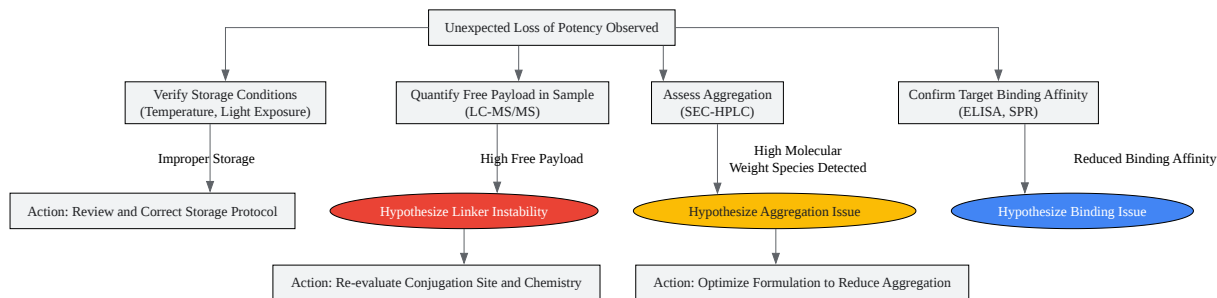 Unexpected Loss of Potency Observed
Verify Storage Conditions
(Temperature, Light Exposure)
Quantify Free Payload in Sample
(LC-MS/MS)
Assess Aggregation
(SEC-HPLC)
Confirm Target Binding Affinity
(ELISA, SPR)
Improper Storage
High Free Payload
High Molecular
Weight Species Detected
Reduced Binding Affinity
Action: Review and Correct Storage Protocol
Hypothesize Linker Instability
Hypothesize Aggregation Issue
Hypothesize Binding Issue
Action: Re-evaluate Conjugation Site and Chemistry
Action: Optimize Formulation to Reduce Aggregation